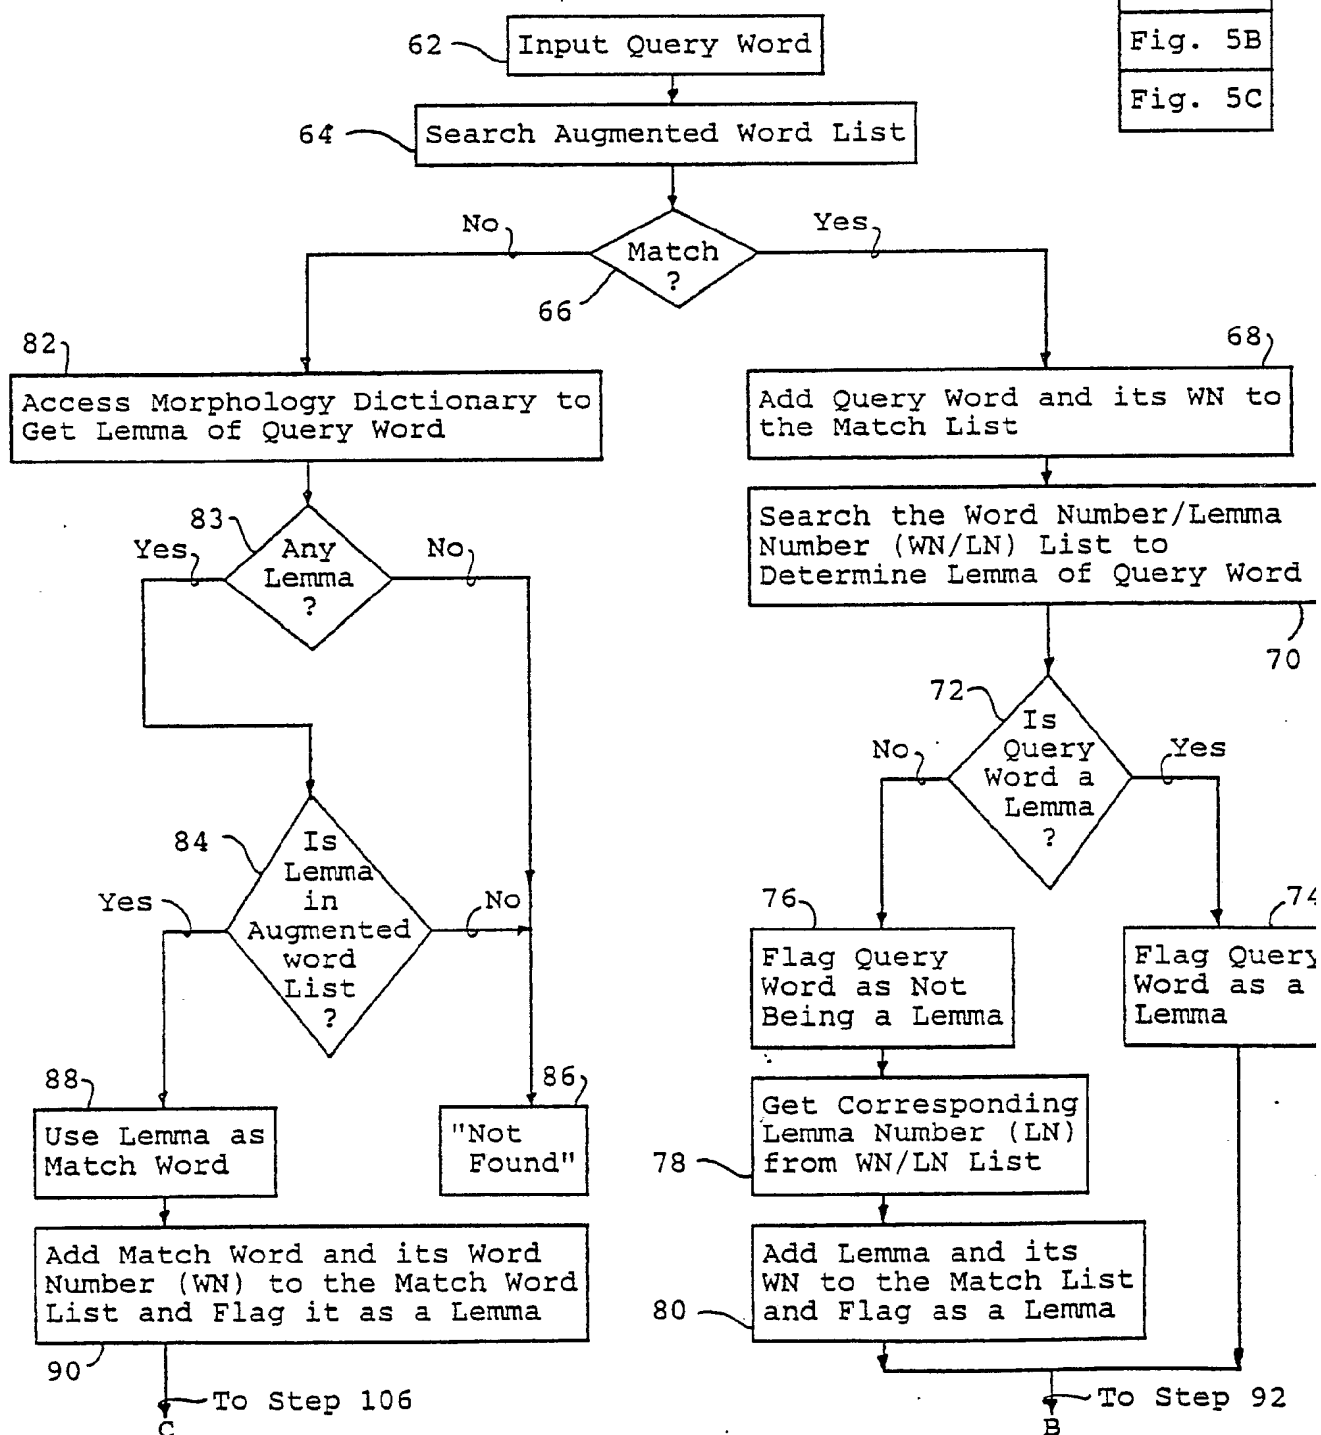 Fig. 5B
Fig. 5C
62
Input Query Word
64
Search Augmented Word List
No
Yes
Match
?
66
82
Access Morphology Dictionary to
Get Lemma of Query Word
68
Add Query Word and its WN to
the Match List
Search the Word Number/Lemma
Number (WN/LN) List to
Determine Lemma of Query Word
70
83
Yes
No
Any
Lemma
?
72
No
Yes
Is
Query
Word a
Lemma
?
84
Yes
No
Is
Lemma
in
Augmented
word
List
?
76
Flag Query
Word as Not
Being a Lemma
74
Flag Query
Word as a
Lemma
88
Use Lemma as
Match Word
86
"Not
Found"
78
Get Corresponding
Lemma Number (LN)
from WN/LN List
Add Match Word and its Word
Number (WN) to the Match Word
List and Flag it as a Lemma
90
80
Add Lemma and its
WN to the Match List
and Flag as a Lemma
To Step 106
C
To Step 92
B